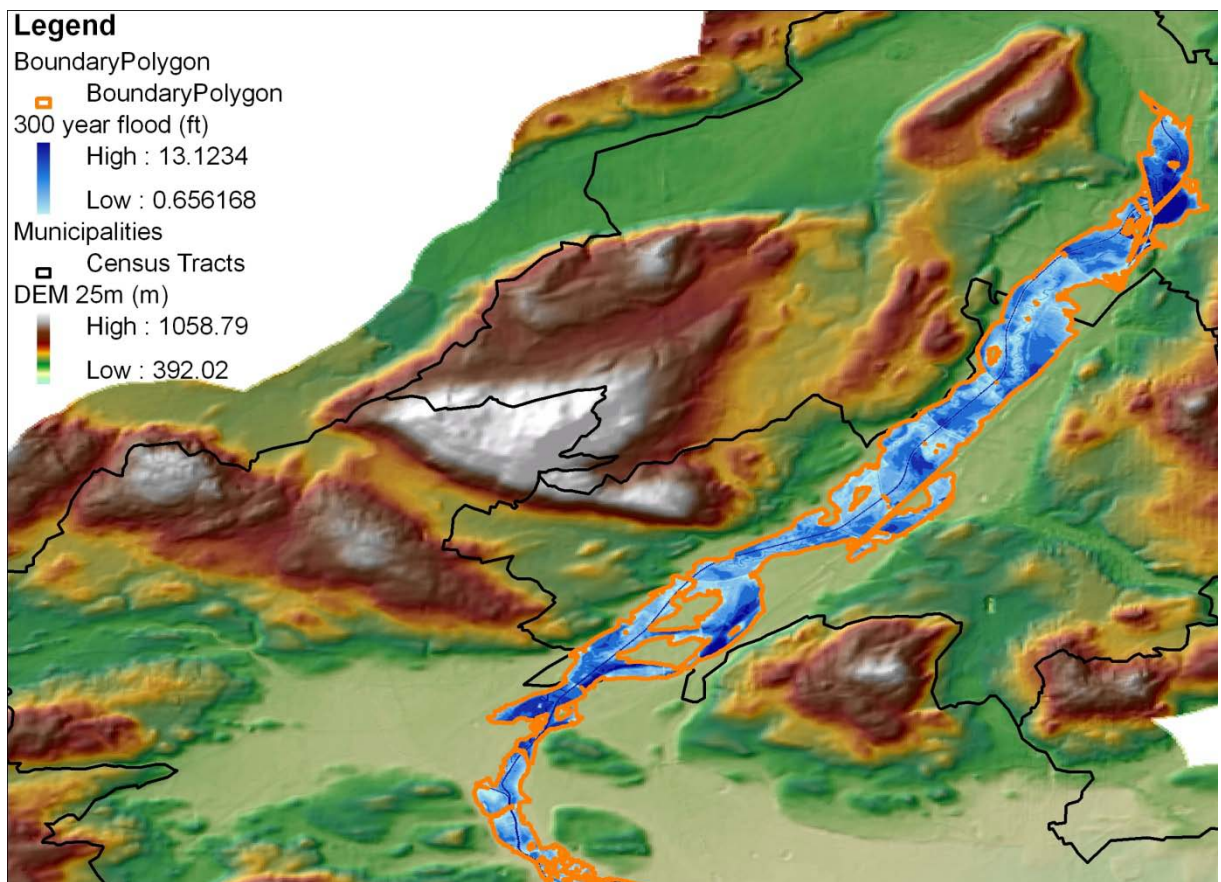 Legend
BoundaryPolygon
BoundaryPolygon
300 year flood (ft)
High : 13.1234
Low : 0.656168
Municipalities
Census Tracts
DEM 25m (m)
High : 1058.79
Low : 392.02